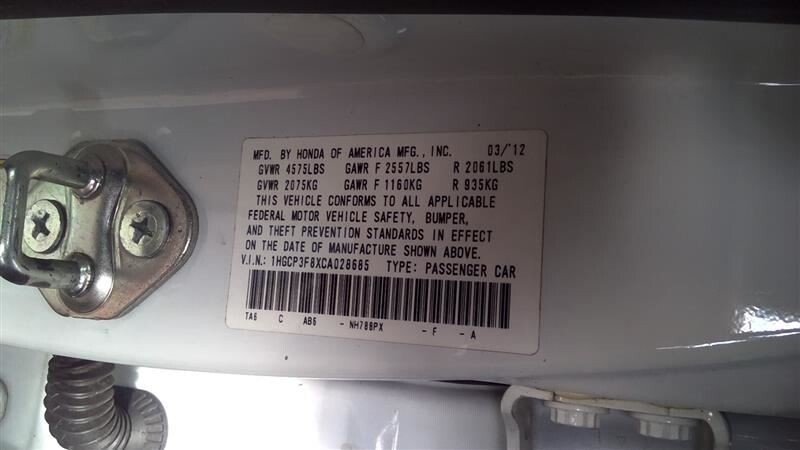 MFD. BY HONDA OF AMERICA MFG., INC. 03/'12
GVWR 4575LBS GAWR F 2557LBS R 2061LBS
GVWR 2075KG GAWR F 1160KG R 935KG
THIS VEHICLE CONFORMS TO ALL APPLICABLE
FEDERAL MOTOR VEHICLE SAFETY, BUMPER,
AND THEFT PREVENTION STANDARDS IN EFFECT
ON THE DATE OF MANUFACTURE SHOWN ABOVE.
V.I.N.: 1HGCP3F8XCA028685 TYPE: PASSENGER CAR
TA6 C AB6 - NH788PX - F - A